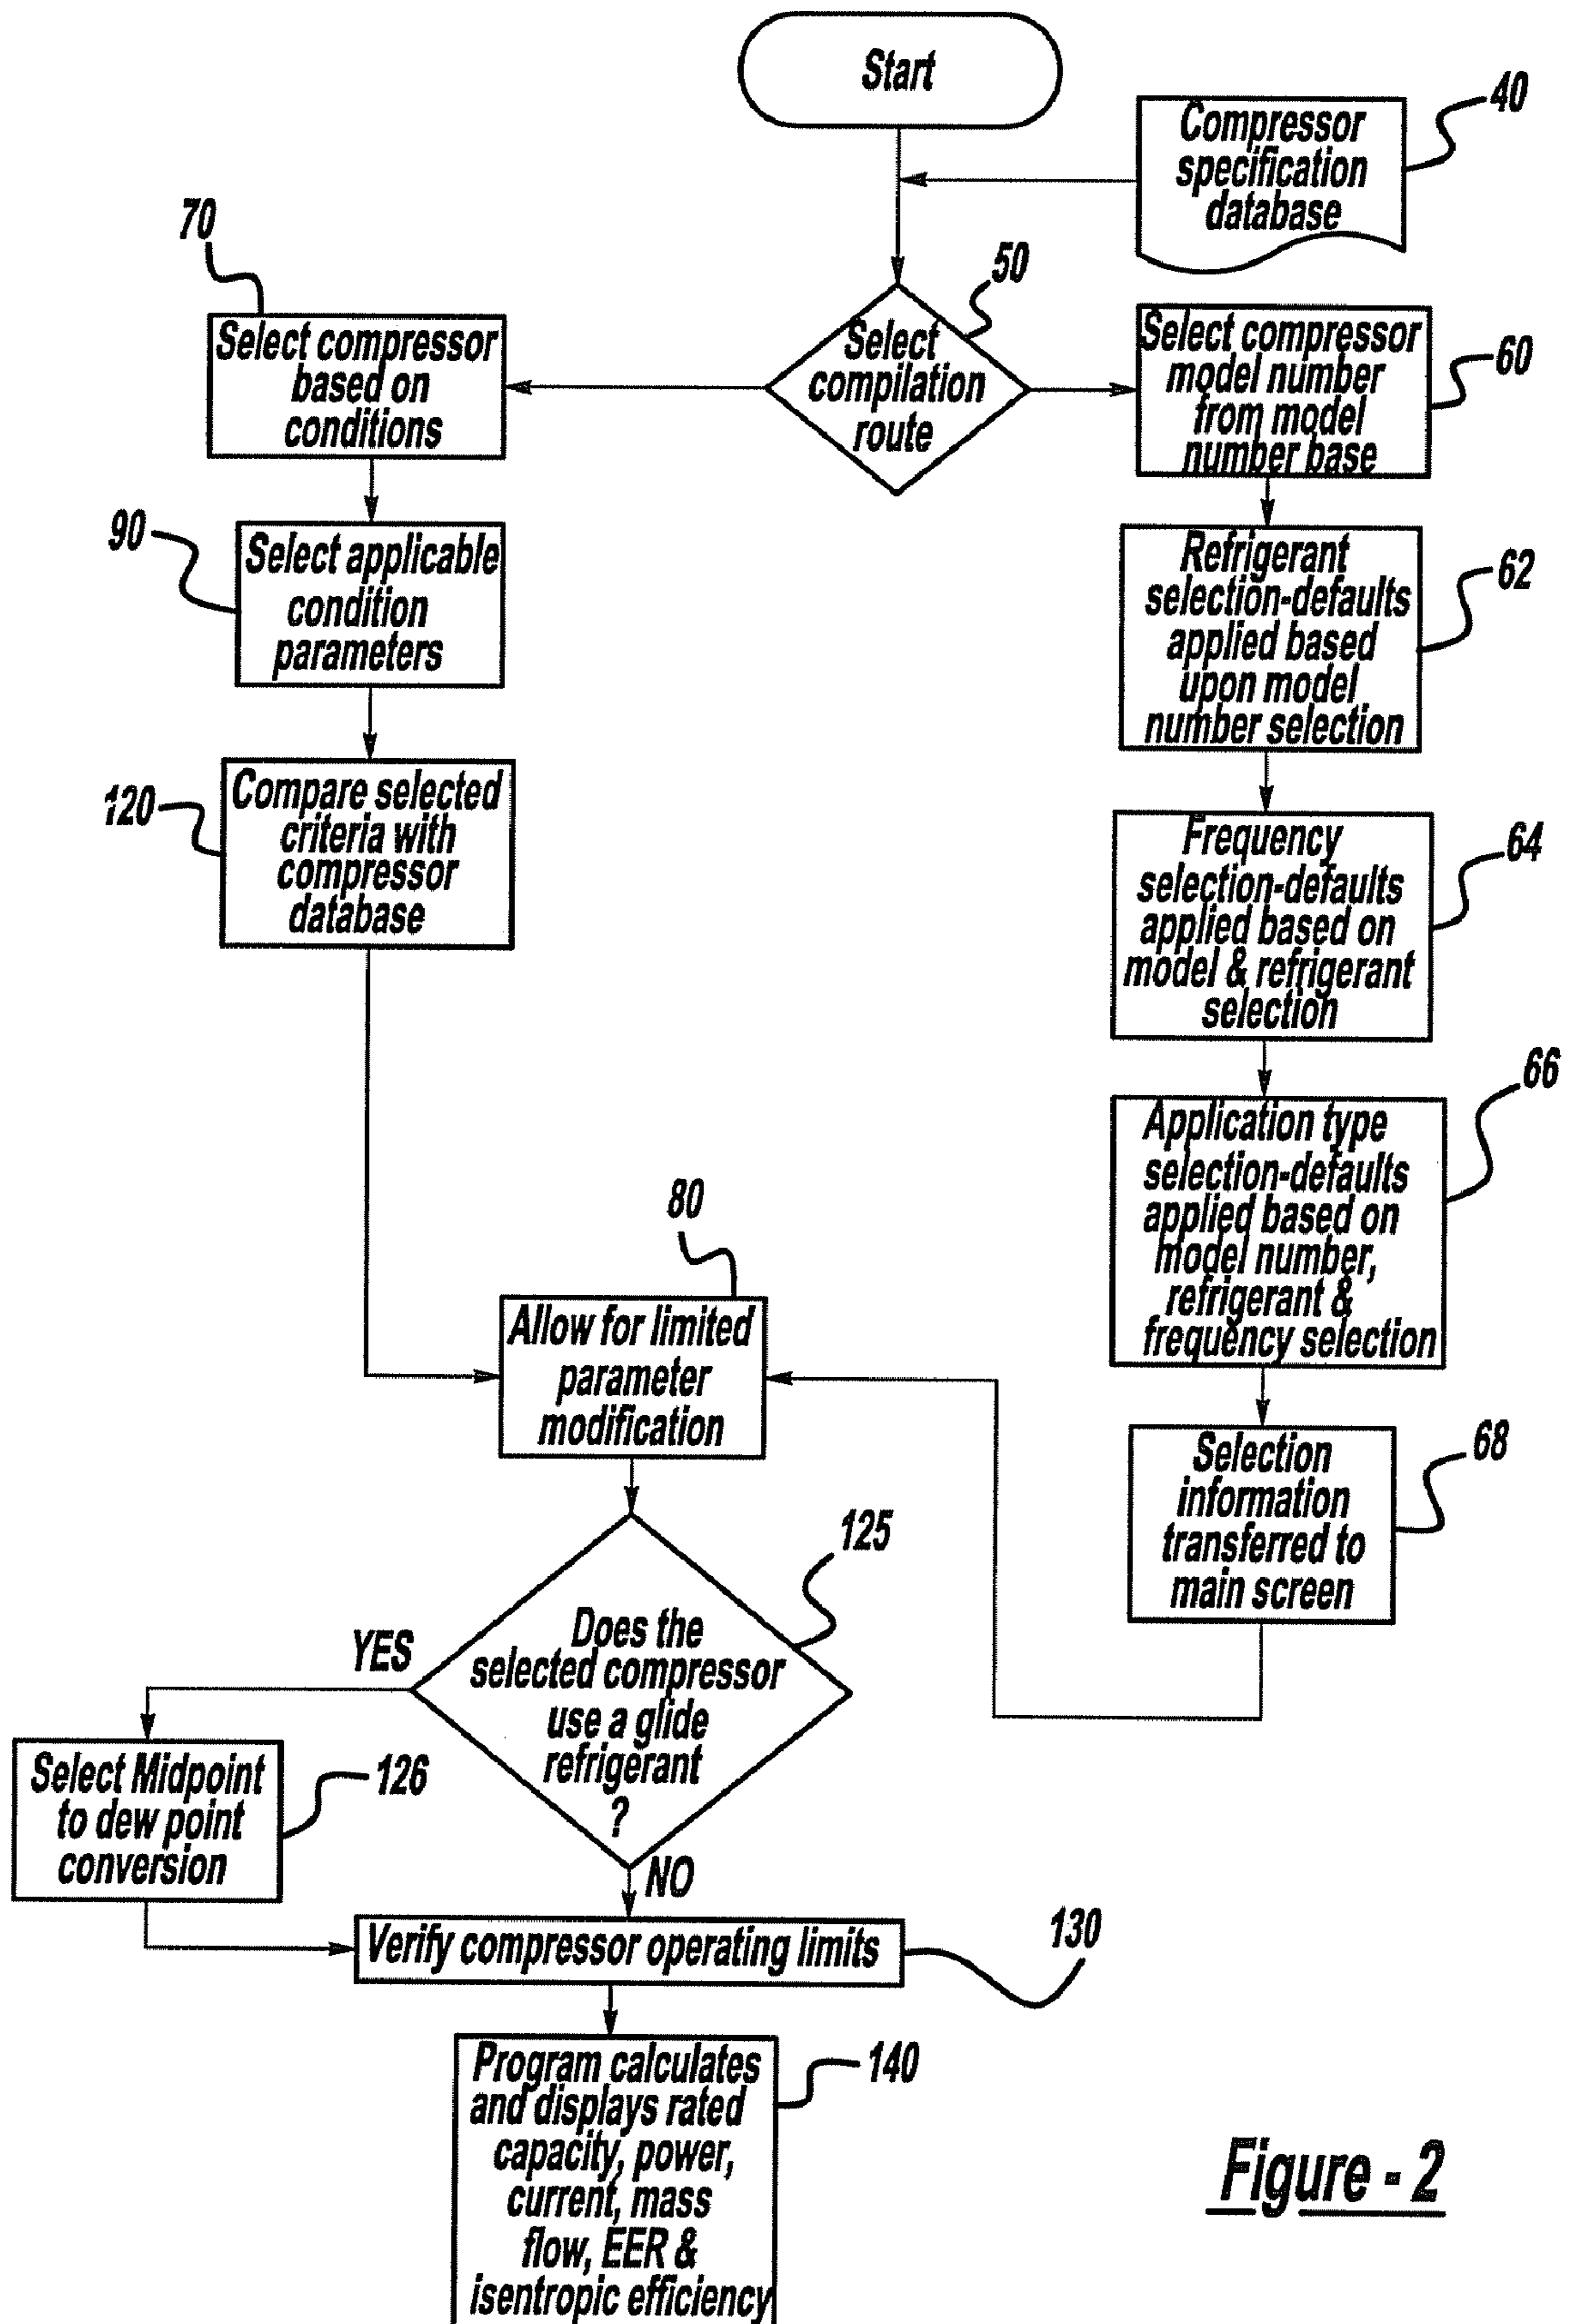 Start
40
Compressor
specification
database
50
Select
compilation
route
70
Select compressor
based on
conditions
60
Select compressor
model number
from model
number base
90
Select applicable
condition
parameters
62
Refrigerant
selection-defaults
applied based
upon model
number selection
120
Compare selected
criteria with
compressor
database
64
Frequency
selection-defaults
applied based on
model & refrigerant
selection
66
Application type
selection-defaults
applied based on
model number,
refrigerant &
frequency selection
80
Allow for limited
parameter
modification
68
Selection
information
transferred to
main screen
125
Does the
selected compressor
use a glide
refrigerant
?
YES
NO
126
Select Midpoint
to dew point
conversion
130
Verify compressor operating limits
140
Program calculates
and displays rated
capacity, power,
current, mass
flow, EER &
isentropic efficiency
Figure - 2